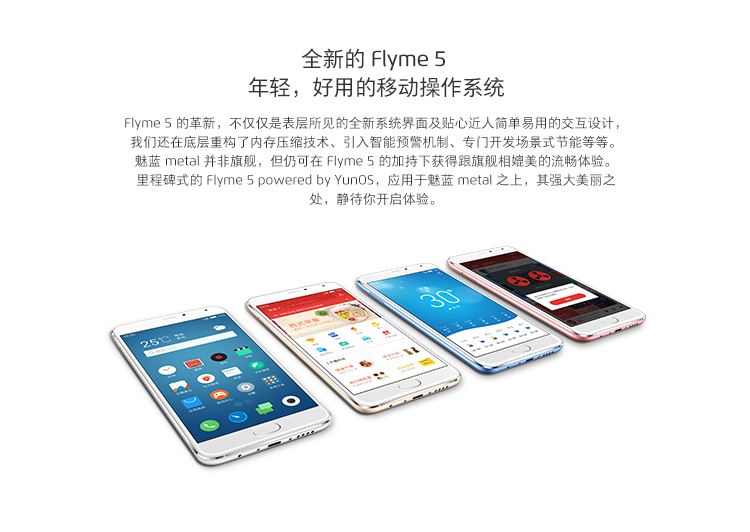 全新的 Flyme 5
年轻，好用的移动操作系统
Flyme 5 的革新，不仅仅是表层所见的全新系统界面及贴心近人简单易用的交互设计，
我们还在底层重构了内存压缩技术、引入智能预警机制、专门开发场景式节能等等。
魅蓝 metal 并非旗舰，但仍可在 Flyme 5 的加持下获得跟旗舰相媲美的流畅体验。
里程碑式的 Flyme 5 powered by YunOS，应用于魅蓝 metal 之上，其强大美丽之
处，静待你开启体验。
25℃
30°